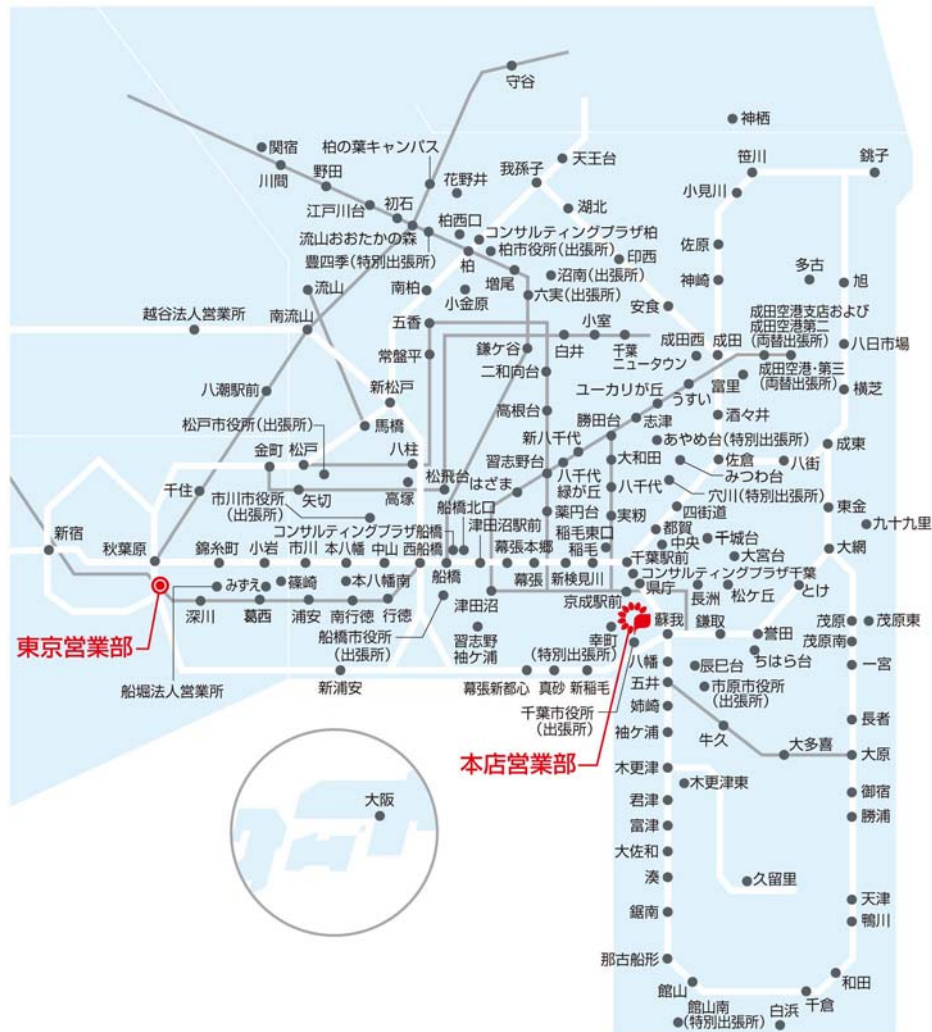 守谷
神栖
関宿
柏の葉キャンパス
天王台
笹川
銚子
川間
野田
花野井
我孫子
小見川
江戸川台
初石
湖北
柏西口
コンサルティングプラザ柏
流山おおたかの森
柏市役所(出張所)
佐原
豊四季(特別出張所)
柏
印西
多古
増尾
沼南(出張所)
神崎
旭
流山
南柏
小金原
六実(出張所)
安食
成田空港支店および
成田空港第二
(両替出張所)
越谷法人営業所
南流山
五香
小室
常盤平
鎌ケ谷
白井
千葉
ニュータウン
成田西
成田
八日市場
二和向台
成田空港・第三
(両替出張所)
新松戸
ユーカリが丘
うすい
富里
八潮駅前
横芝
高根台
勝田台
志津
酒々井
松戸市役所(出張所)
馬橋
新八千代
あやめ台(特別出張所)
成東
金町
松戸
八柱
習志野台
大和田
佐倉
八街
松飛台
はざま
八千代
緑が丘
みつわ台
千住
矢切
高塚
八千代
穴川(特別出張所)
市川市役所
(出張所)
船橋北口
薬円台
四街道
東金
コンサルティングプラザ船橋
津田沼駅前
実籾
都賀
九十九里
新宿
稲毛東口
中央
千城台
秋葉原
錦糸町
小岩
市川
本八幡
中山
西船橋
幕張本郷
稲毛
千葉駅前
大宮台
大網
船橋
幕張
新検見川
コンサルティングプラザ千葉
みずえ
篠崎
本八幡南
県庁
長洲
松ケ丘
とけ
東京営業部
深川
葛西
浦安
南行徳
行徳
津田沼
京成駅前
蘇我
鎌取
誉田
茂原
茂原東
船橋市役所
(出張所)
習志野
袖ケ浦
幸町
(特別出張所)
ちはら台
茂原南
船堀法人営業所
新浦安
幕張新都心
真砂
新稲毛
八幡
辰巳台
一宮
千葉市役所
(出張所)
五井
市原市役所
(出張所)
姉崎
長者
本店営業部
袖ケ浦
牛久
大多喜
大原
木更津
木更津東
大阪
君津
御宿
富津
勝浦
大佐和
湊
久留里
天津
鋸南
鴨川
那古船形
和田
館山
千倉
館山南
(特別出張所)
白浜